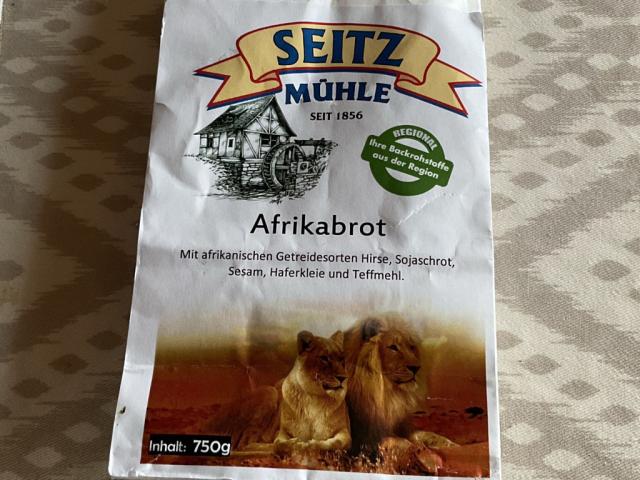 SEITZ
MÜHLE
SEIT 1856
REGIONAL
Ihre Backrohstoffe
aus der Region
Afrikabrot
Mit afrikanischen Getreidesorten Hirse, Sojaschrot,
Sesam, Haferkleie und Teffmehl.
Inhalt: 750g